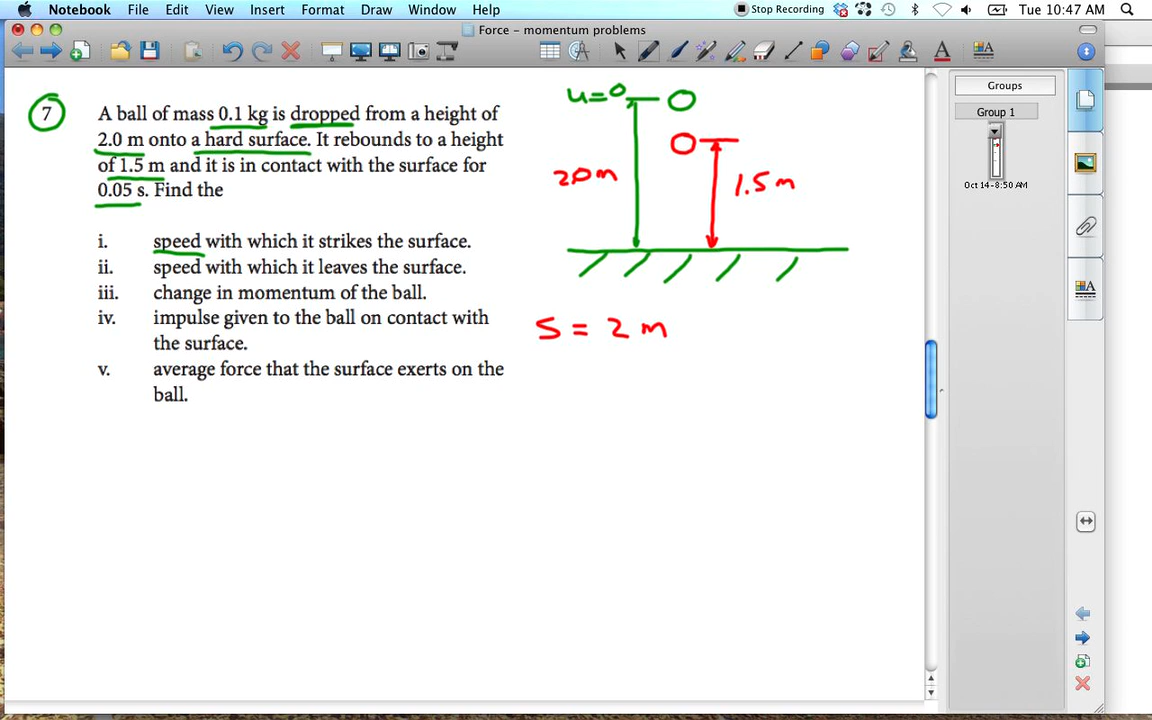 Notebook File Edit View Insert Format Draw Window Help
Stop Recording
Tue 10:47 AM
Force – momentum problems
7 A ball of mass 0.1 kg is dropped from a height of
2.0 m onto a hard surface. It rebounds to a height
of 1.5 m and it is in contact with the surface for
0.05 s. Find the
i. speed with which it strikes the surface.
ii. speed with which it leaves the surface.
iii. change in momentum of the ball.
iv. impulse given to the ball on contact with
the surface.
v. average force that the surface exerts on the
ball.
u=0
2.0m
1.5m
S = 2 m
Groups
Group 1
Oct 14 - 8:50 AM